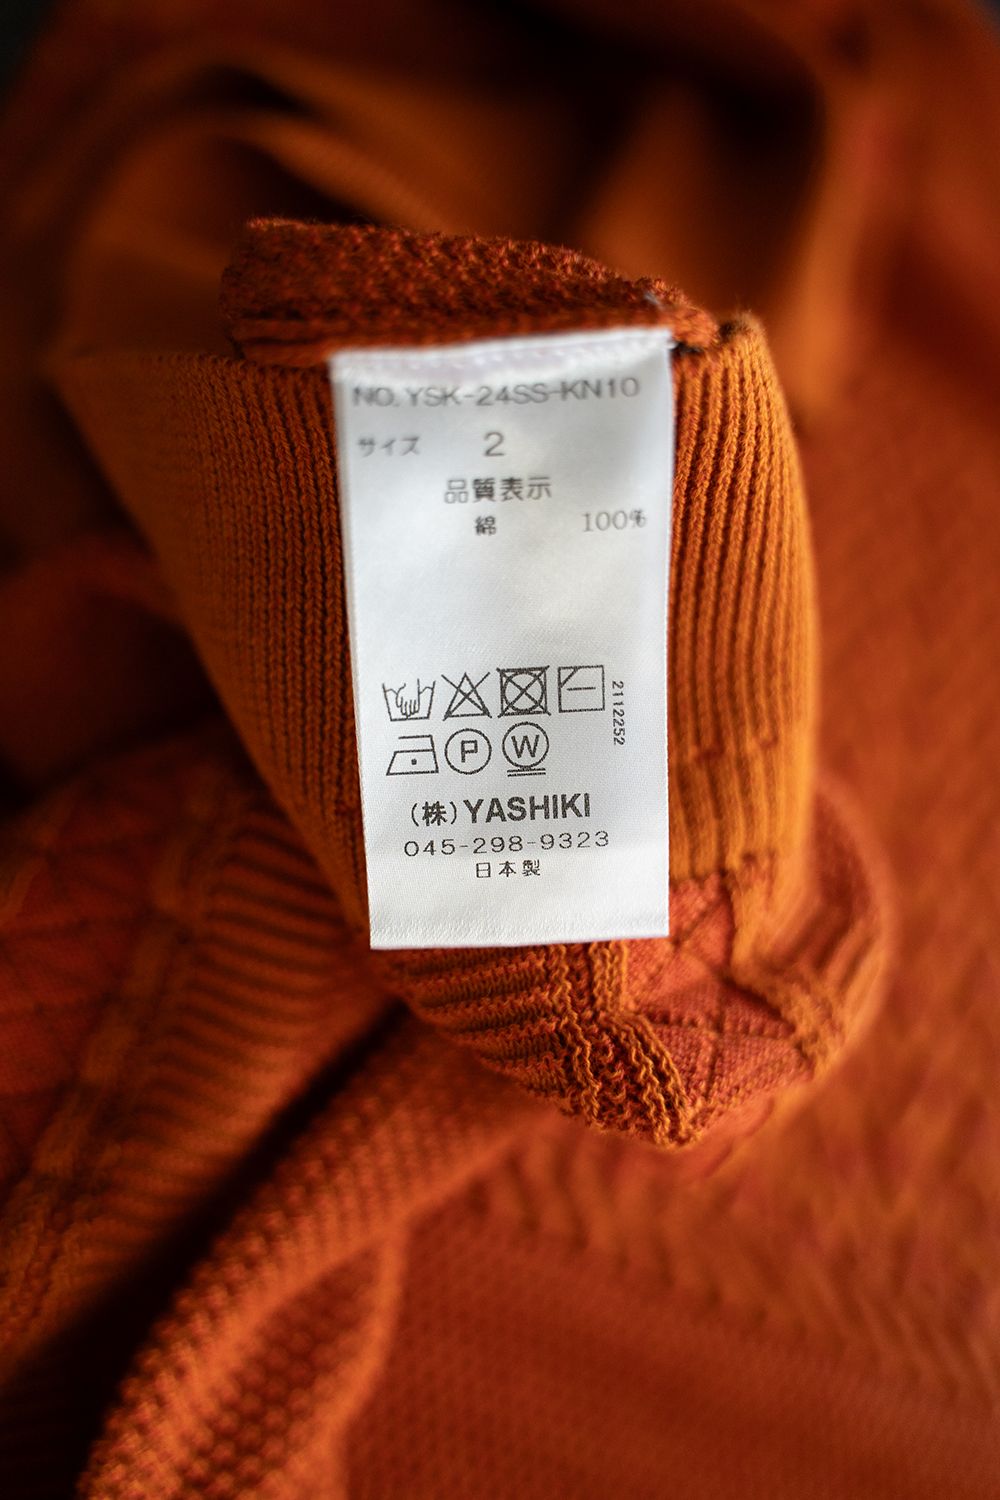 NO. YSK-24SS-KN10
サイズ 2
品質表示
綿 100%
2112252
P W
(株) YASHIKI
045-298-9323
日本製